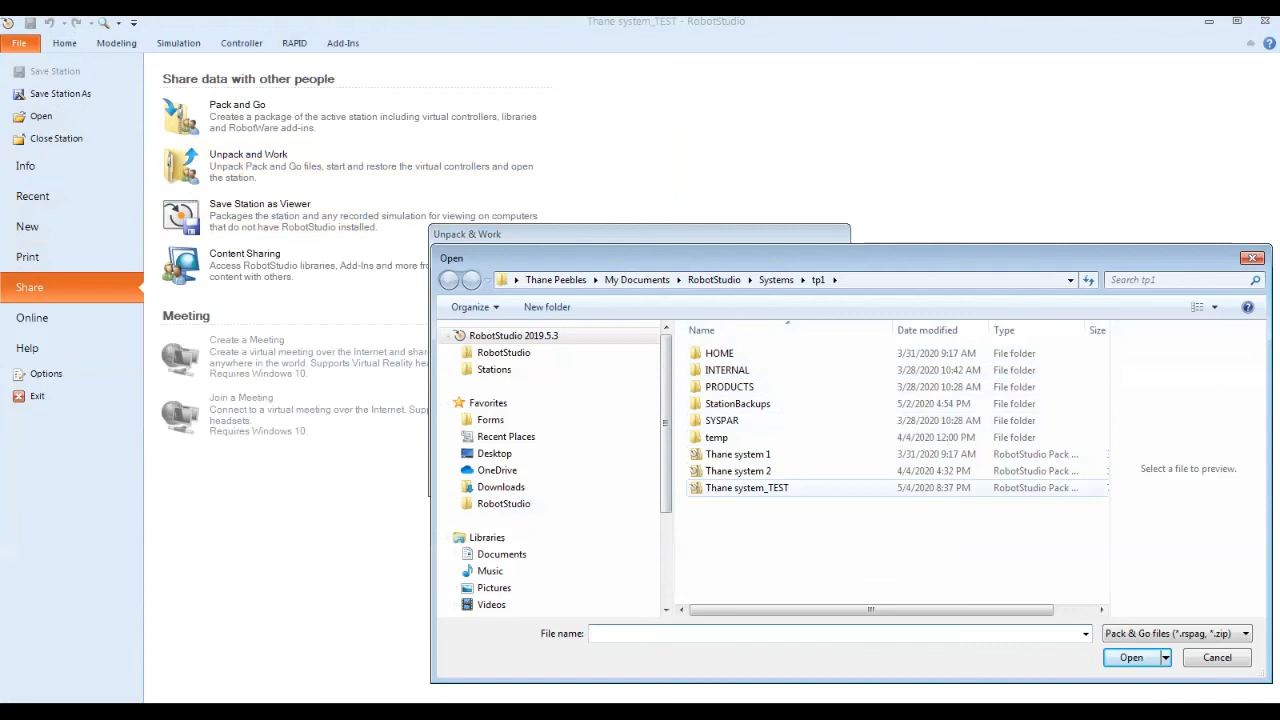 Thane system_TEST - RobotStudio
File
Home
Modeling
Simulation
Controller
RAPID
Add-Ins
Save Station
Save Station As
Open
Close Station
Info
Recent
New
Print
Share
Online
Help
Options
Exit
Share data with other people
Pack and Go
Creates a package of the active station including virtual controllers, libraries
and RobotWare add-ins.
Unpack and Work
Unpack Pack and Go files, start and restore the virtual controllers and open
the station.
Save Station as Viewer
Packages the station and any recorded simulation for viewing on computers
that do not have RobotStudio installed.
Content Sharing
Access RobotStudio libraries, Add-Ins and more from
content with others.
Meeting
Create a Meeting
Create a virtual meeting over the Internet and shar
anywhere in the world. Supports Virtual Reality hea
Requires Windows 10.
Join a Meeting
Connect to a virtual meeting over the Internet. Sup
headsets.
Requires Windows 10.
Unpack & Work
Open
Thane Peebles
My Documents
RobotStudio
Systems
tp1
Search tp1
Organize
New folder
RobotStudio 2019.5.3
RobotStudio
Stations
Favorites
Forms
Recent Places
Desktop
OneDrive
Downloads
RobotStudio
Libraries
Documents
Music
Pictures
Videos
Name Date modified Type Size
HOME 3/31/2020 9:17 AM File folder
INTERNAL 3/28/2020 10:42 AM File folder
PRODUCTS 3/28/2020 10:28 AM File folder
StationBackups 5/2/2020 4:54 PM File folder
SYSPAR 3/28/2020 10:28 AM File folder
temp 4/4/2020 12:00 PM File folder
Thane system 1 3/31/2020 9:17 AM RobotStudio Pack ...
Thane system 2 4/4/2020 4:32 PM RobotStudio Pack ...
Thane system_TEST 5/4/2020 8:37 PM RobotStudio Pack ...
Select a file to preview.
File name:
Pack & Go files (*.rspag, *.zip)
Open
Cancel